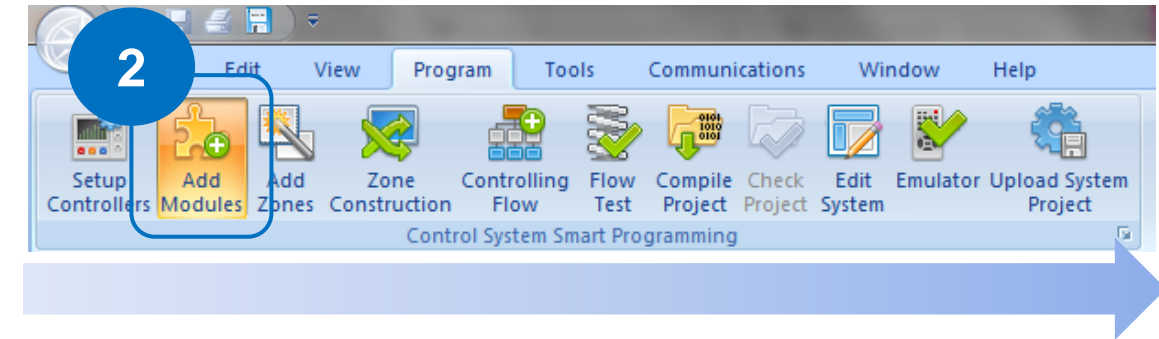 2
Edit View Program Tools Communications Window Help
Setup Controllers
Add Modules
Add Zones
Zone Construction
Controlling Flow
Flow Test
Compile Project
Check Project
Edit System
Emulator
Upload System Project
Control System Smart Programming